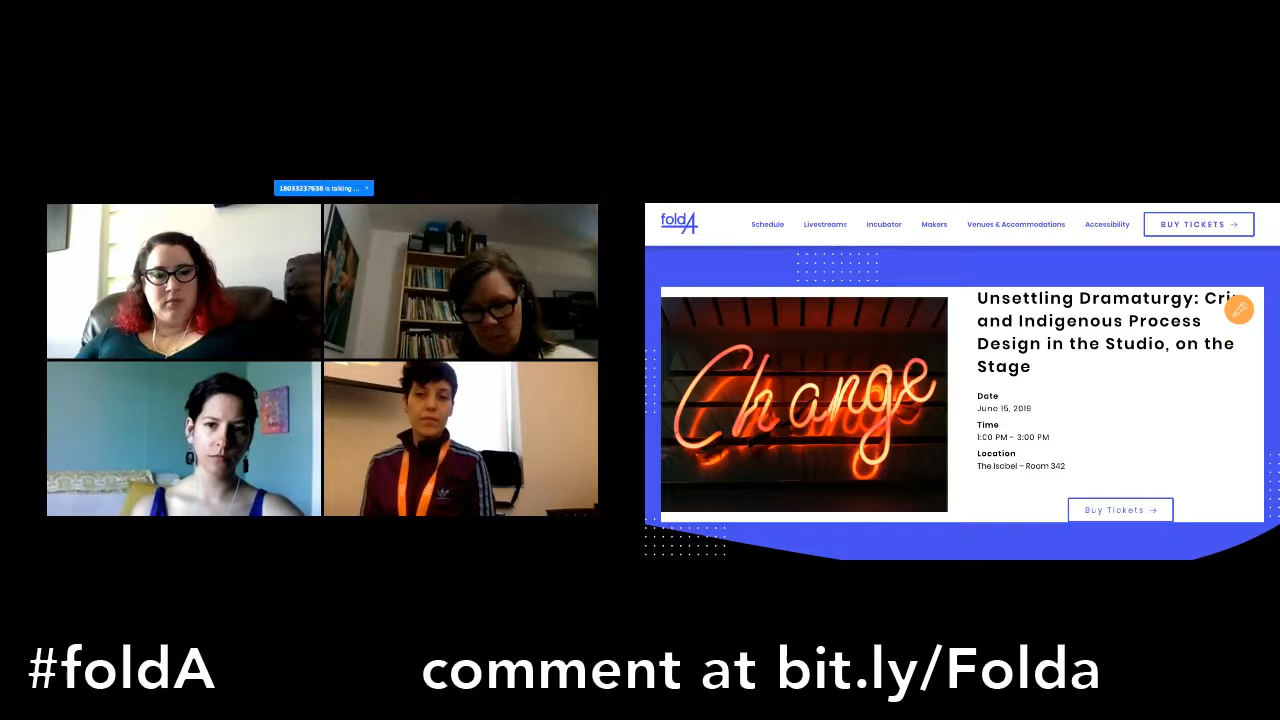 18033237638 is talking ...
foldA
Schedule
Livestreams
Incubator
Makers
Venues & Accommodations
Accessibility
BUY TICKETS →
Unsettling Dramaturgy: Crip
and Indigenous Process
Design in the Studio, on the
Stage
Change
Date
June 15, 2019
Time
1:00 PM - 3:00 PM
Location
The Isabel – Room 342
Buy Tickets →
#foldA
comment at bit.ly/Folda